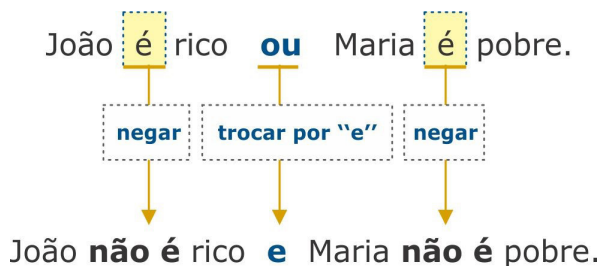 João é rico ou Maria é pobre.
negar trocar por ‘‘e’’ negar
João não é rico e Maria não é pobre.